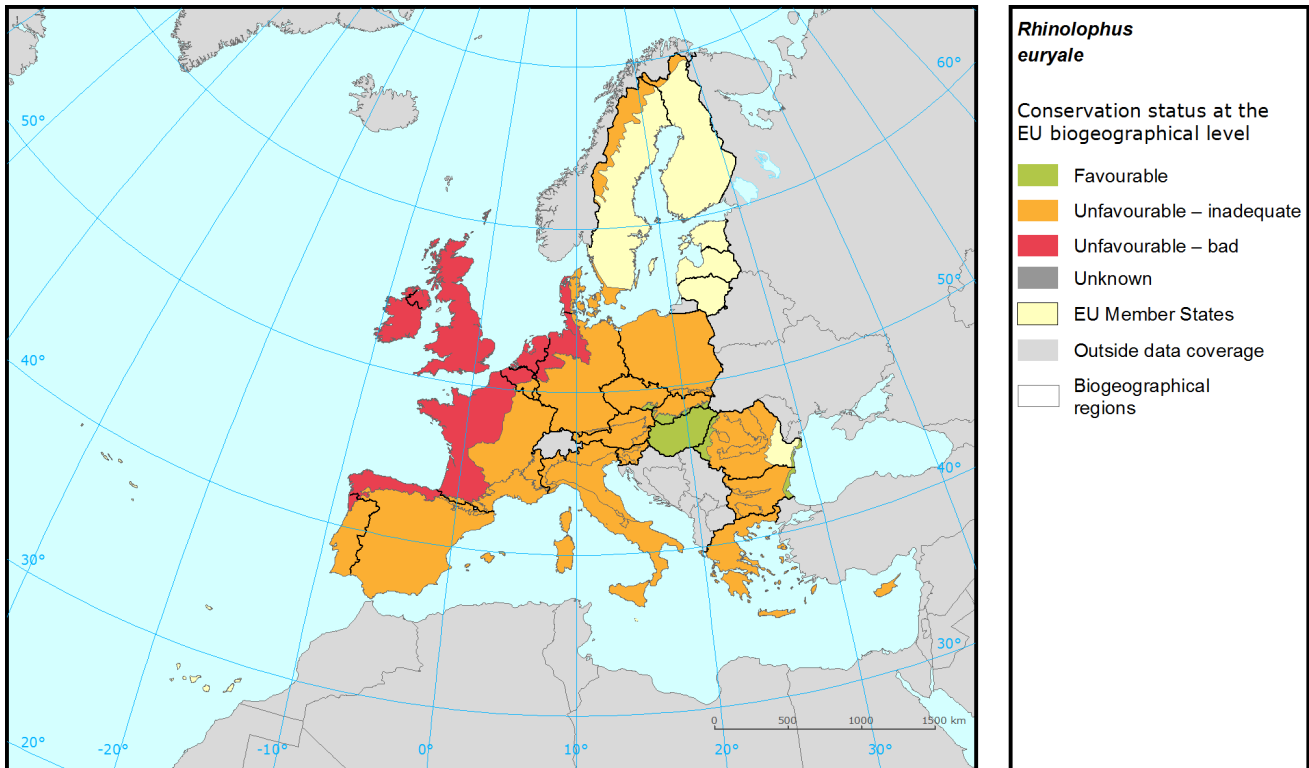 60°
50°
50°
40°
40°
30°
30°
20°
-20°
-10°
0°
10°
20°
30°
0 500 1000 1500 km
Rhinolophus
euryale
Conservation status at the
EU biogeographical level
Favourable
Unfavourable – inadequate
Unfavourable – bad
Unknown
EU Member States
Outside data coverage
Biogeographical
regions